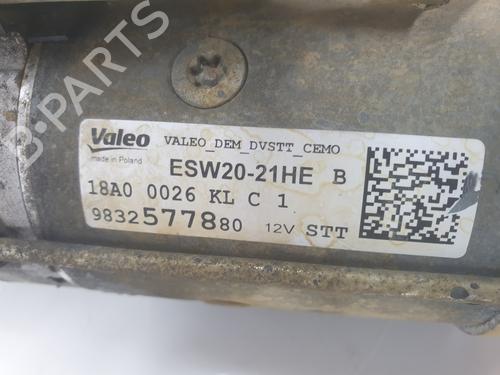 B-PARTS
Valeo VALEO_DEM_DVSTT_CEMO
made in Poland
ESW20-21HE B
18A0 0026 KL C 1
9832577880 12V STT